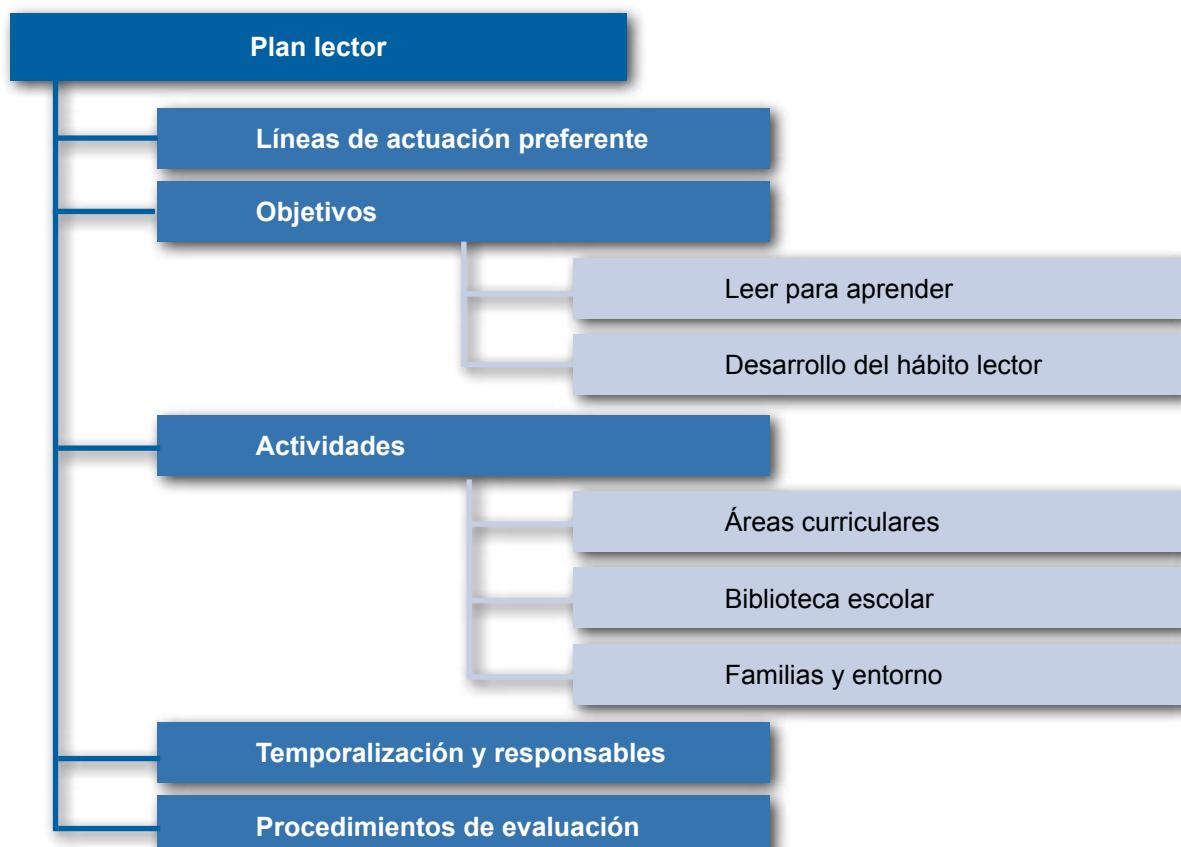 Plan lector
Líneas de actuación preferente
Objetivos
Leer para aprender
Desarrollo del hábito lector
Actividades
Áreas curriculares
Biblioteca escolar
Familias y entorno
Temporalización y responsables
Procedimientos de evaluación